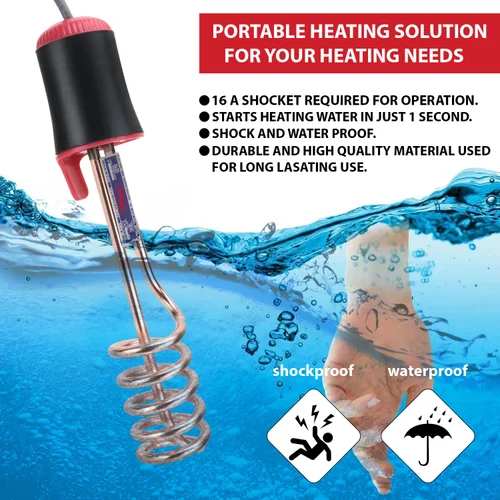 PORTABLE HEATING SOLUTION
FOR YOUR HEATING NEEDS
● 16 A SHOCKET REQUIRED FOR OPERATION.
● STARTS HEATING WATER IN JUST 1 SECOND.
● SHOCK AND WATER PROOF.
● DURABLE AND HIGH QUALITY MATERIAL USED
FOR LONG LASATING USE.
shockproof
waterproof